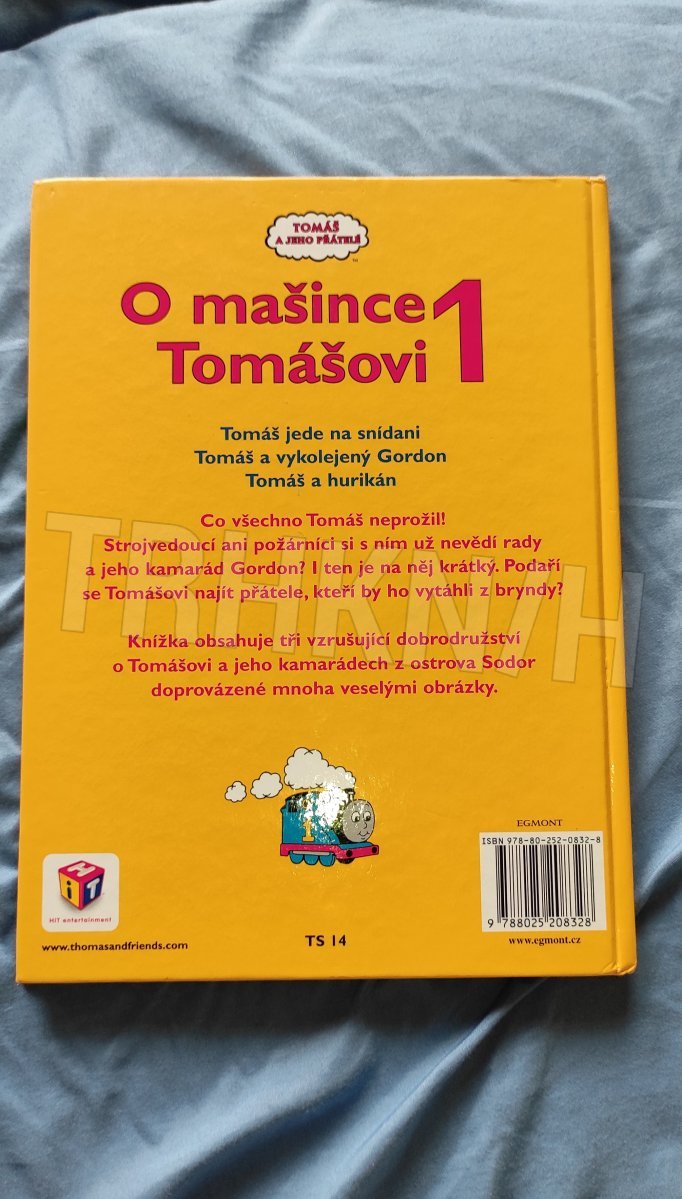 TOMÁŠ
A JEHO PŘÁTELÉ
™
O mašince 1
Tomášovi
Tomáš jede na snídani
Tomáš a vykolejený Gordon
Tomáš a hurikán
Co všechno Tomáš neprožil!
Strojvedoucí ani požárníci si s ním už nevědí rady
a jeho kamarád Gordon? I ten je na něj krátký. Podaří
se Tomášovi najít přátele, kteří by ho vytáhli z bryndy?
TRHKNI/H
Knížka obsahuje tři vzrušující dobrodružství
o Tomášovi a jeho kamarádech z ostrova Sodor
doprovázené mnoha veselými obrázky.
1
HiT
HIT entertainment
www.thomasandfriends.com
TS 14
EGMONT
ISBN 978-80-252-0832-8
9 788025 208328
www.egmont.cz